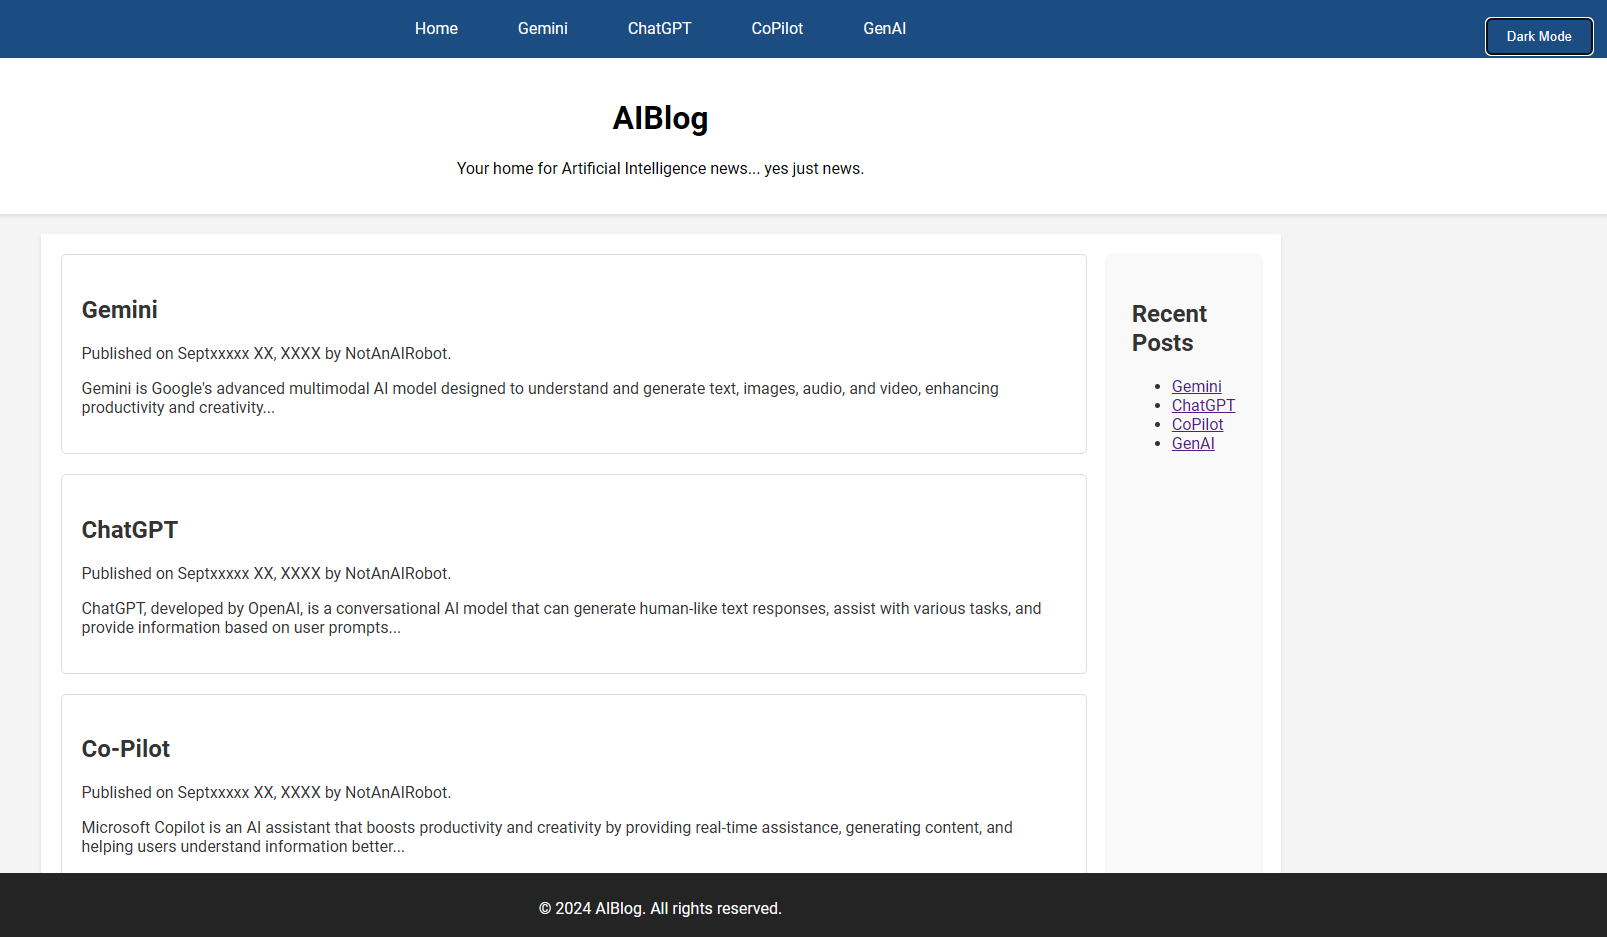 Home Gemini ChatGPT CoPilot GenAI Dark Mode
AIBlog
Your home for Artificial Intelligence news... yes just news.
Gemini
Published on Septxxxxx XX, XXXX by NotAnAIRobot.
Gemini is Google's advanced multimodal AI model designed to understand and generate text, images, audio, and video, enhancing
productivity and creativity...
ChatGPT
Published on Septxxxxx XX, XXXX by NotAnAIRobot.
ChatGPT, developed by OpenAI, is a conversational AI model that can generate human-like text responses, assist with various tasks, and
provide information based on user prompts...
Co-Pilot
Published on Septxxxxx XX, XXXX by NotAnAIRobot.
Microsoft Copilot is an AI assistant that boosts productivity and creativity by providing real-time assistance, generating content, and
helping users understand information better...
Recent
Posts
Gemini
ChatGPT
CoPilot
GenAI
© 2024 AIBlog. All rights reserved.